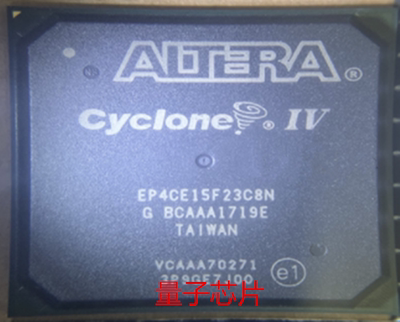 ALTERA®
Cyclone® IV
EP4CE15F23C8N
G BCAAA1719E
TAIWAN
VCAAA70271
e1
量子芯片